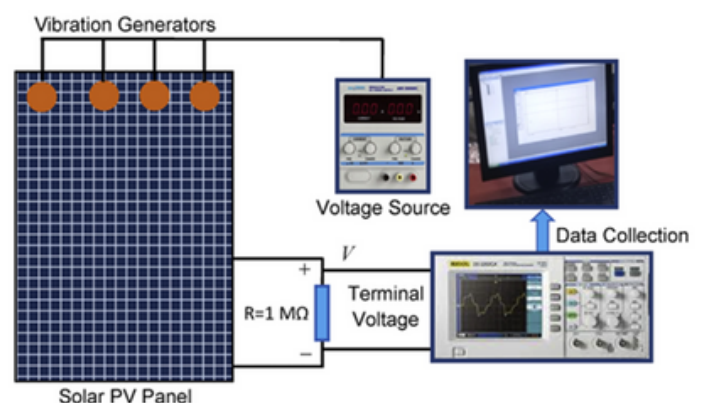 Vibration Generators
Voltage Source
Data Collection
V
+
R=1 MΩ
−
Terminal
Voltage
Solar PV Panel